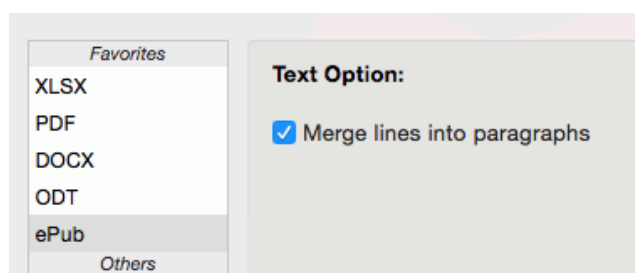 Favorites
XLSX
PDF
DOCX
ODT
ePub
Others
Text Option:
Merge lines into paragraphs